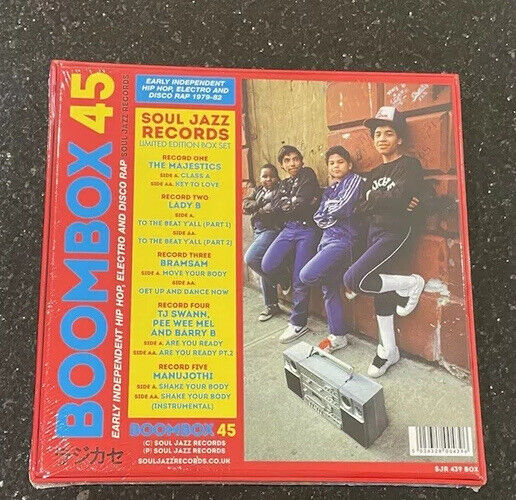 BOOMBOX 45
EARLY INDEPENDENT HIP HOP, ELECTRO AND DISCO RAP
SOUL JAZZ RECORDS
ラジカセ
EARLY INDEPENDENT
HIP HOP, ELECTRO AND
DISCO RAP 1979-82
SOUL JAZZ
RECORDS
LIMITED EDITION BOX SET
RECORD ONE
THE MAJESTICS
SIDE A. CLASS A
SIDE AA. KEY TO LOVE
RECORD TWO
LADY B
SIDE A.
TO THE BEAT Y'ALL (PART 1)
SIDE AA.
TO THE BEAT Y'ALL (PART 2)
RECORD THREE
BRAMSAM
SIDE A. MOVE YOUR BODY
SIDE AA.
GET UP AND DANCE NOW
RECORD FOUR
TJ SWANN,
PEE WEE MEL
AND BARRY B
SIDE A. ARE YOU READY
SIDE AA. ARE YOU READY PT.2
RECORD FIVE
MANUJOTHI
SIDE A. SHAKE YOUR BODY
SIDE AA. SHAKE YOUR BODY
(INSTRUMENTAL)
BOOMBOX 45
(C) SOUL JAZZ RECORDS
(P) SOUL JAZZ RECORDS
SOULJAZZRECORDS.CO.UK
SJR 439 BOX